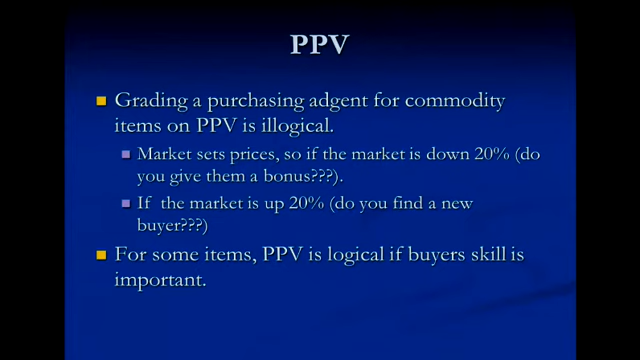 PPV
Grading a purchasing adgent for commodity
items on PPV is illogical.
Market sets prices, so if the market is down 20% (do
you give them a bonus???).
If the market is up 20% (do you find a new
buyer???)
For some items, PPV is logical if buyers skill is
important.